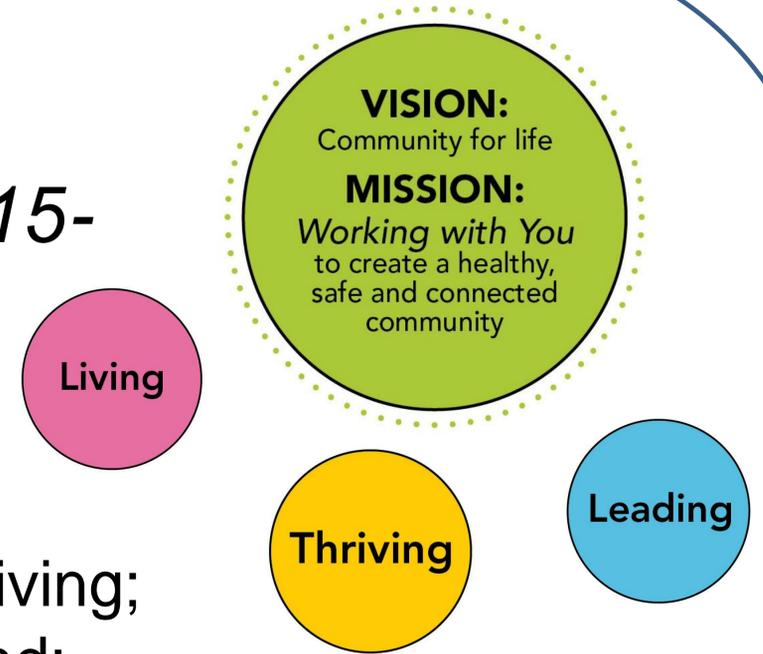 VISION:
Community for life
MISSION:
Working with You
to create a healthy,
safe and connected
community
15-
Living
Leading
Thriving
iving;